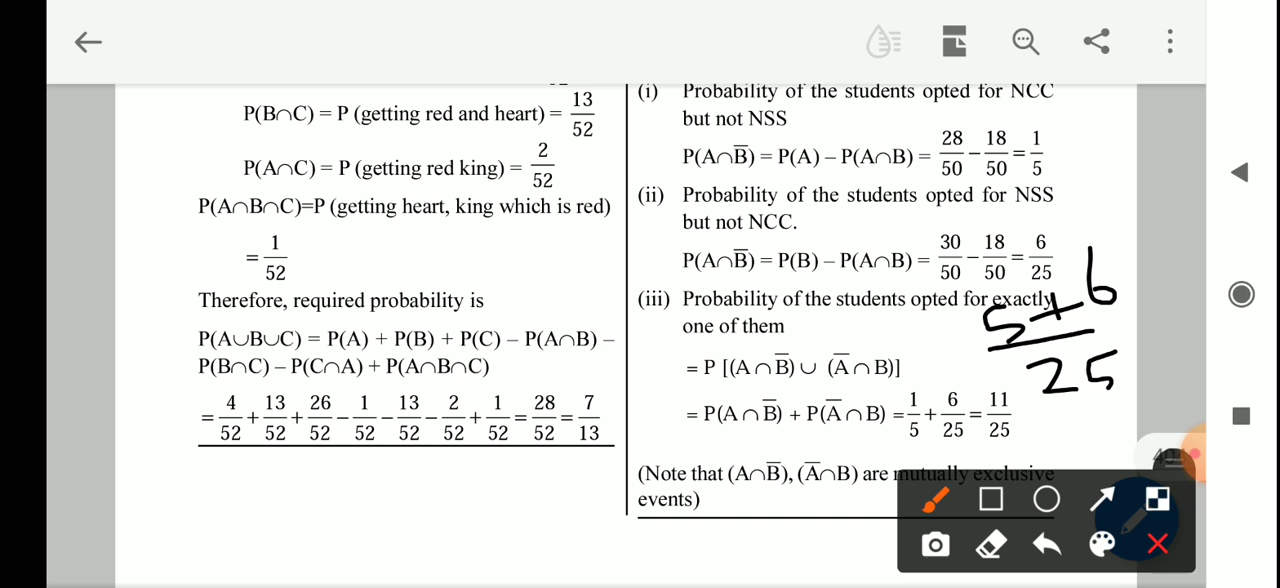 P(B∩C) = P (getting red and heart) = 13/52
P(A∩C) = P (getting red king) = 2/52
P(A∩B∩C)=P (getting heart, king which is red)
= 1/52
Therefore, required probability is
P(A∪B∪C) = P(A) + P(B) + P(C) – P(A∩B) –
P(B∩C) – P(C∩A) + P(A∩B∩C)
= 4/52 + 13/52 + 26/52 – 1/52 – 13/52 – 2/52 + 1/52 = 28/52 = 7/13
(i) Probability of the students opted for NCC
but not NSS
P(A∩B̅) = P(A) – P(A∩B) = 28/50 – 18/50 = 1/5
(ii) Probability of the students opted for NSS
but not NCC.
P(A∩B̅) = P(B) – P(A∩B) = 30/50 – 18/50 = 6/25
(iii) Probability of the students opted for exactly
one of them
= P [(A ∩ B̅) ∪ (A̅ ∩ B)]
= P(A ∩ B̅) + P(A̅ ∩ B) = 1/5 + 6/25 = 11/25
(Note that (A∩B̅), (A̅∩B) are mutually exclusive
events)
5+6
25